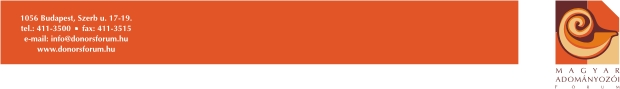 1056 Budapest, Szerb u. 17-19.
tel.: 411-3500 • fax: 411-3515
e-mail: info@donorsforum.hu
www.donorsforum.hu
MAGYAR
ADOMÁNYOZÓI
FÓRUM